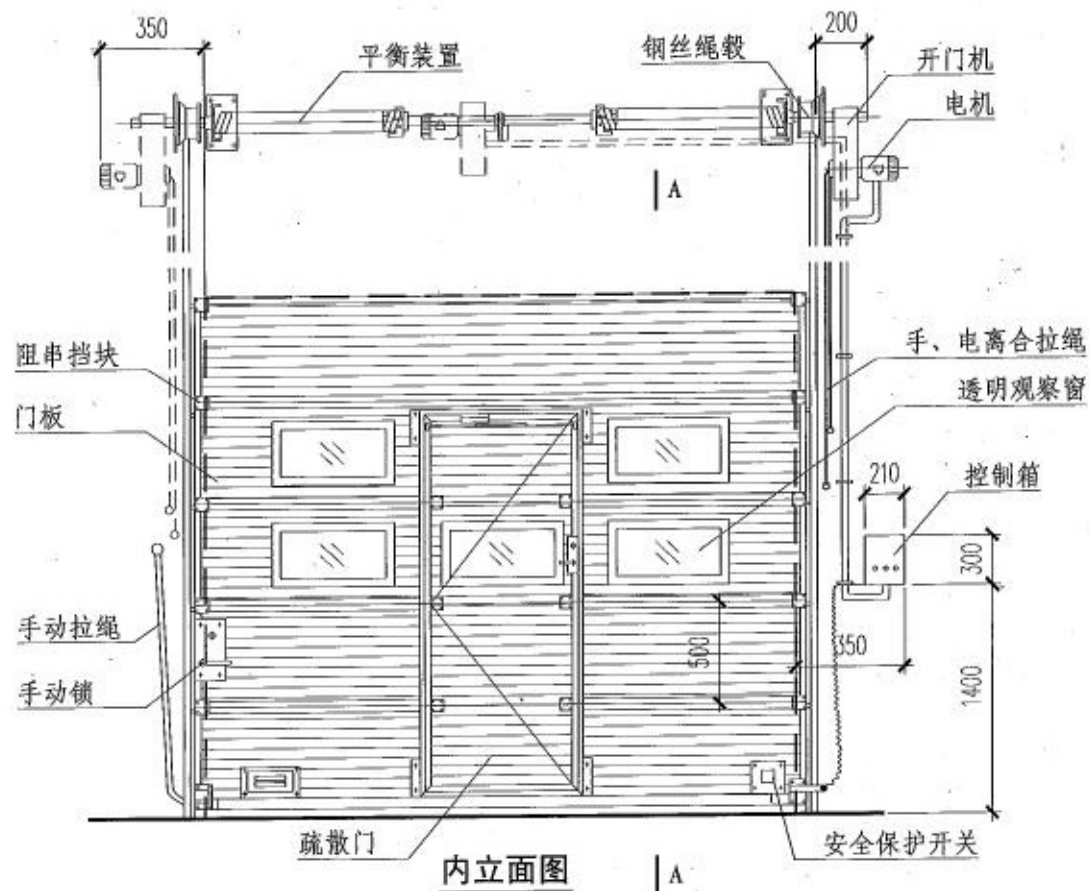 350
200
平衡装置
钢丝绳毂
开门机
电机
A
阻串挡块
手、电离合拉绳
门板
透明观察窗
210
控制箱
300
手动拉绳
500
350
手动锁
1400
疏散门
安全保护开关
内立面图
A